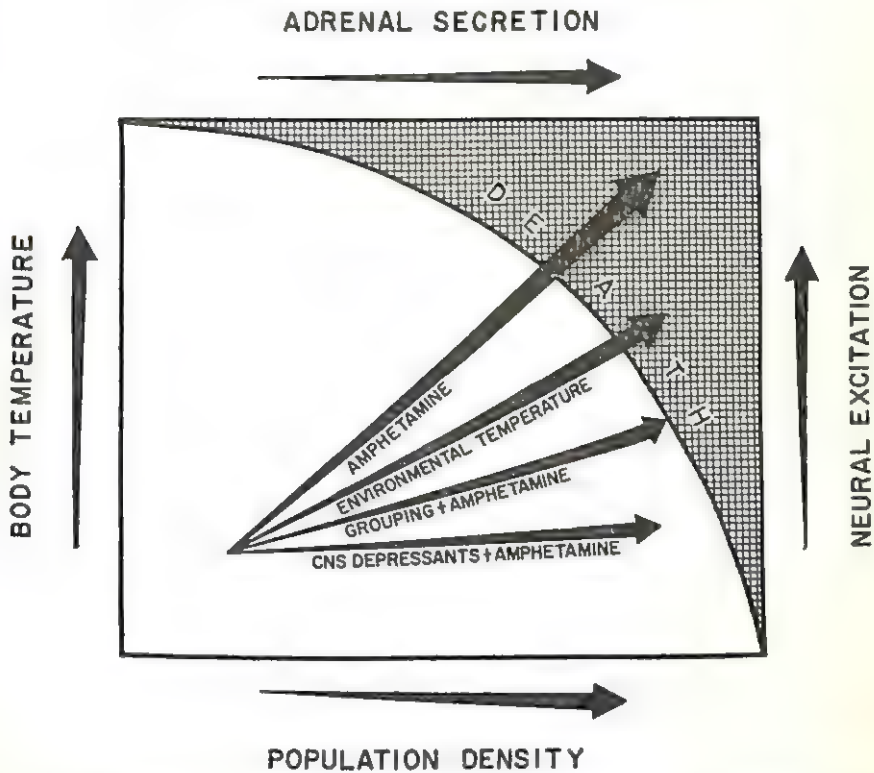 ADRENAL SECRETION
BODY TEMPERATURE
NEURAL EXCITATION
DEATH
AMPHETAMINE
ENVIRONMENTAL TEMPERATURE
GROUPING + AMPHETAMINE
CNS DEPRESSANTS + AMPHETAMINE
POPULATION DENSITY